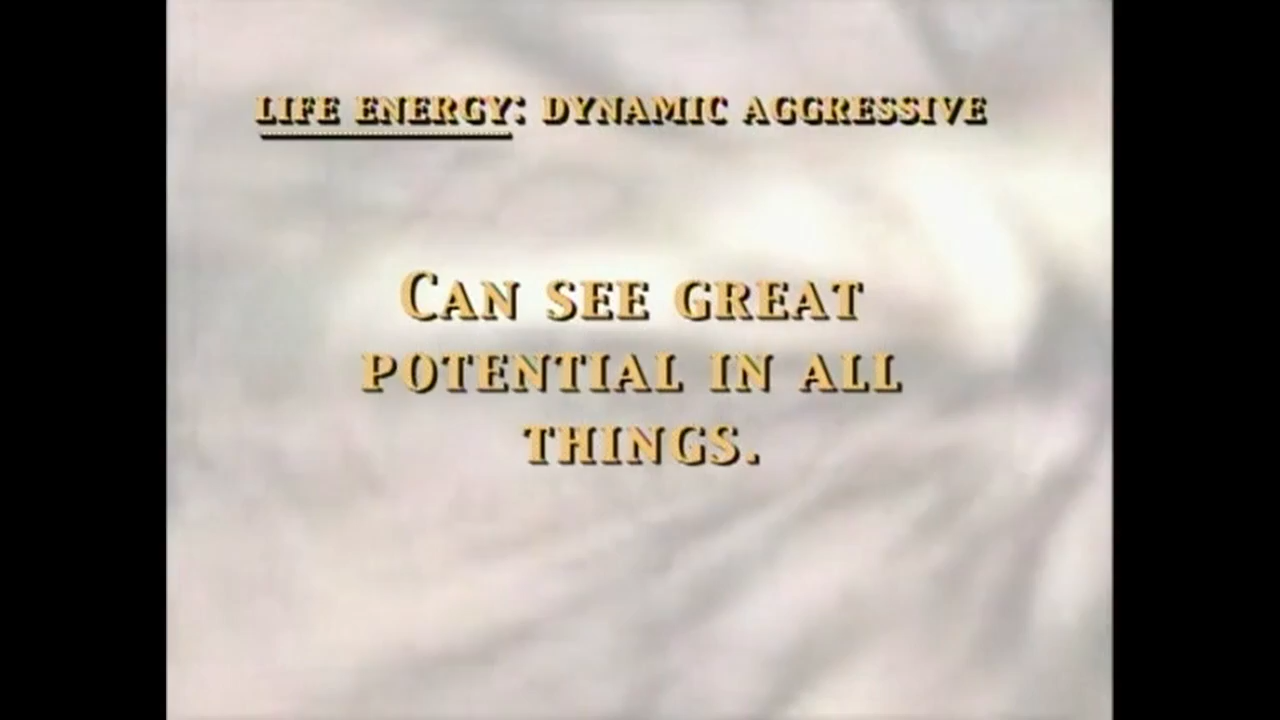 LIFE ENERGY: DYNAMIC AGGRESSIVE
CAN SEE GREAT
POTENTIAL IN ALL
THINGS.